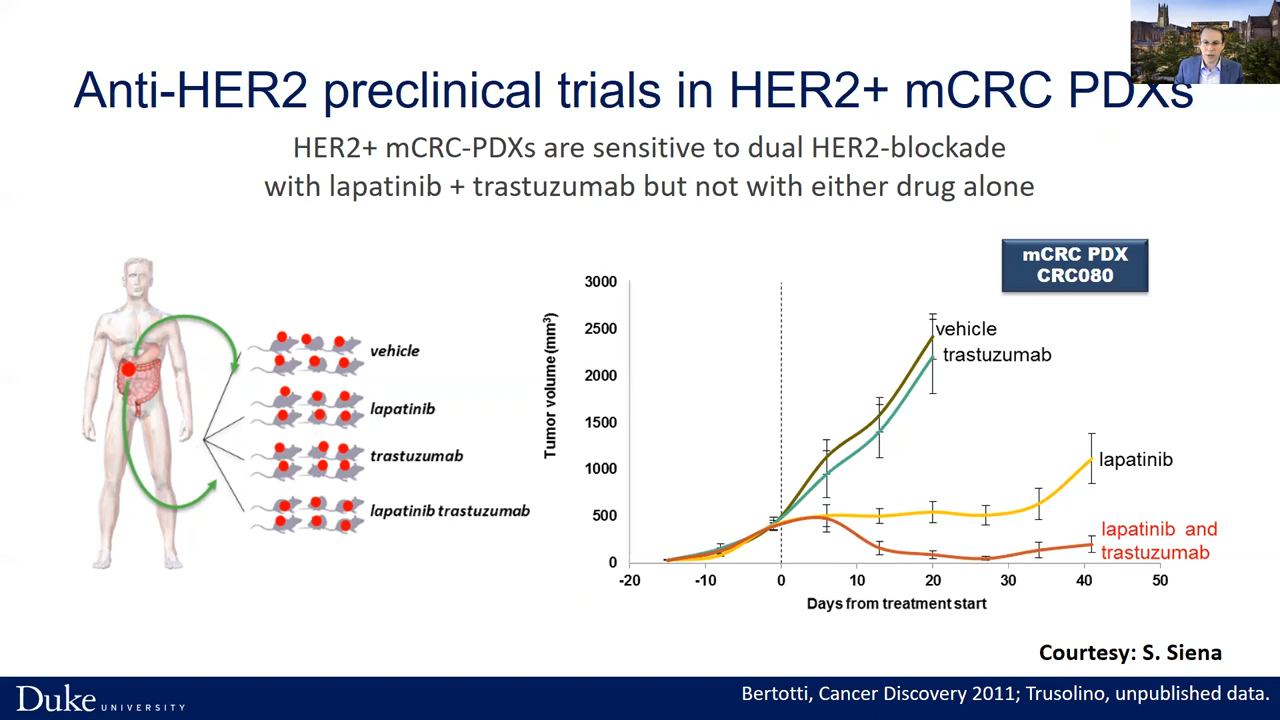 Anti-HER2 preclinical trials in HER2+ mCRC PDXs
HER2+ mCRC-PDXs are sensitive to dual HER2-blockade
with lapatinib + trastuzumab but not with either drug alone
vehicle
lapatinib
trastuzumab
lapatinib trastuzumab
mCRC PDX
CRC080
Tumor volume (mm³)
3000
2500
2000
1500
1000
500
0
-20 -10 0 10 20 30 40 50
Days from treatment start
vehicle
trastuzumab
lapatinib
lapatinib and
trastuzumab
Courtesy: S. Siena
Duke UNIVERSITY
Bertotti, Cancer Discovery 2011; Trusolino, unpublished data.